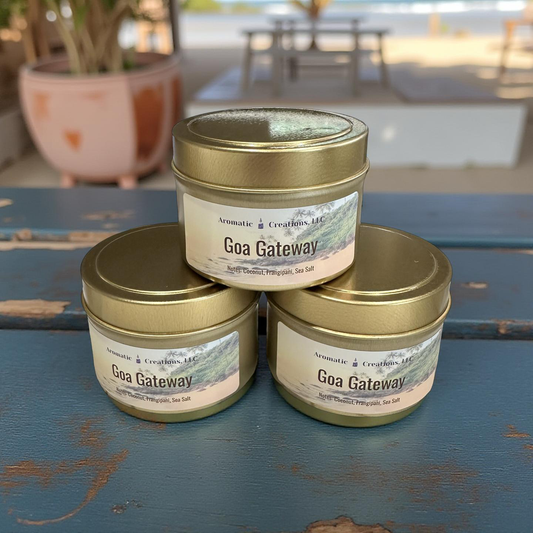 Aromatic Creations, LLC
Goa Gateway
Notes: Coconut, Frangipani, Sea Salt
Aromatic Creations, LLC
Goa Gateway
Notes: Coconut, Frangipani, Sea Salt
Aromatic Creations, LLC
Goa Gateway
Notes: Coconut, Frangipani, Sea Salt